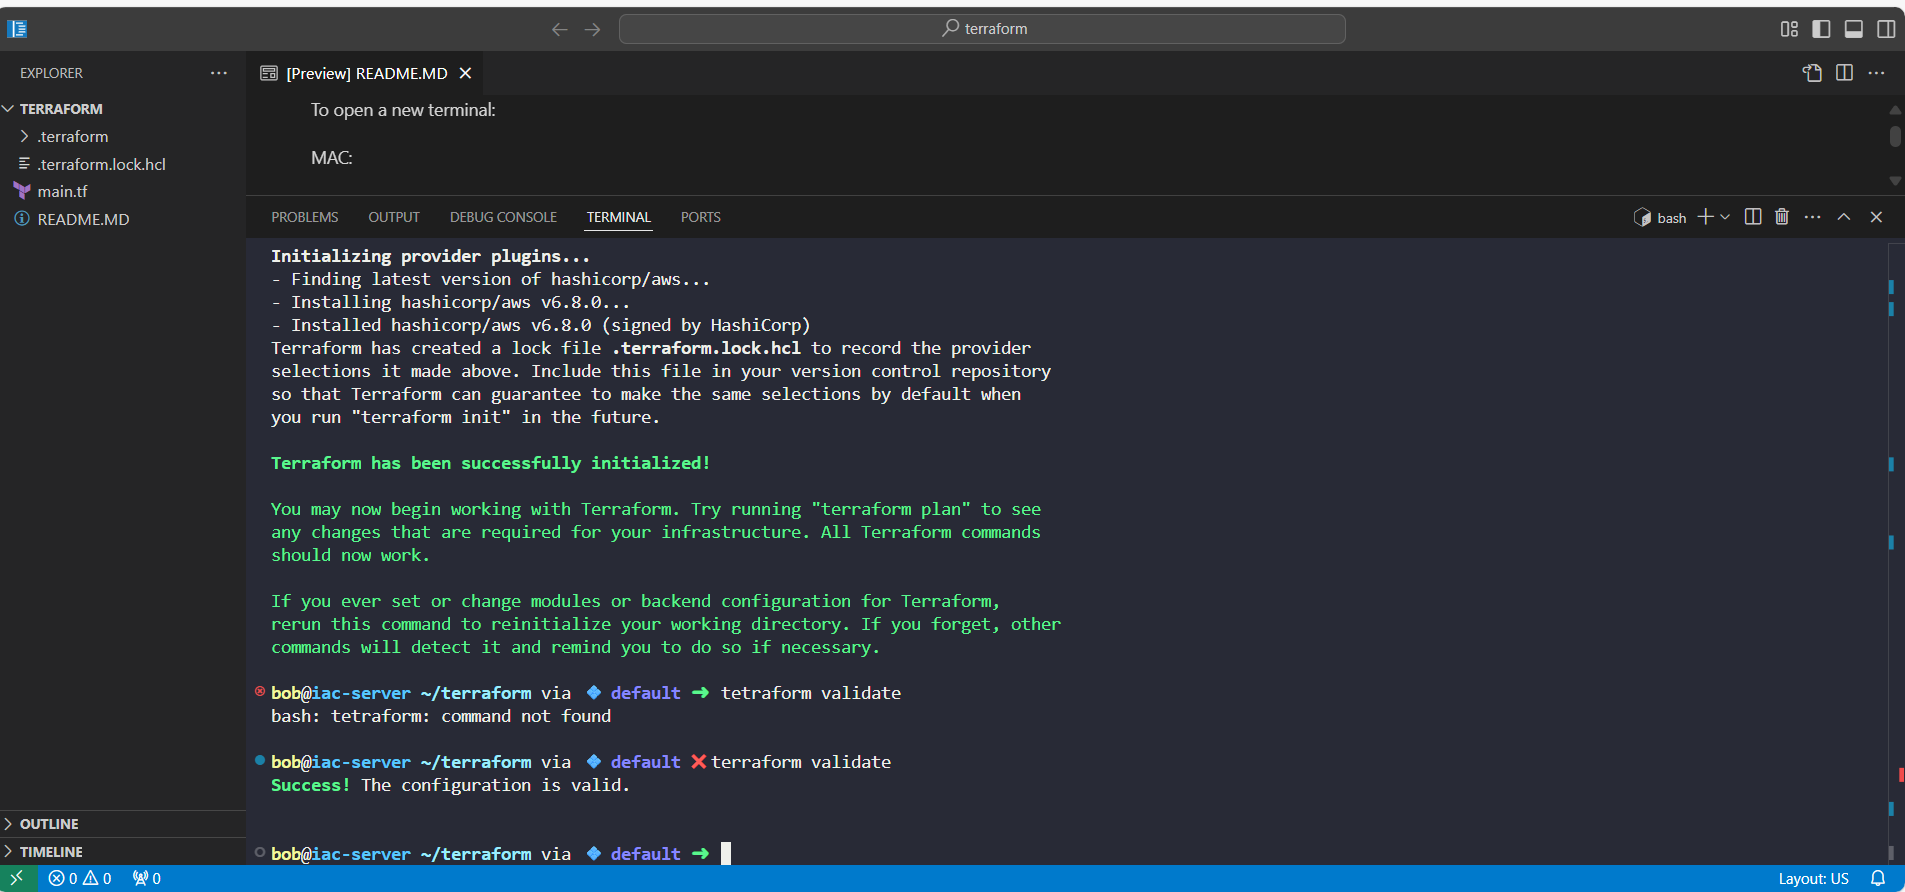 terraform
EXPLORER
[Preview] README.MD
TERRAFORM
.terraform
.terraform.lock.hcl
main.tf
README.MD
To open a new terminal:
MAC:
PROBLEMS OUTPUT DEBUG CONSOLE TERMINAL PORTS
bash
Initializing provider plugins...
- Finding latest version of hashicorp/aws...
- Installing hashicorp/aws v6.8.0...
- Installed hashicorp/aws v6.8.0 (signed by HashiCorp)
Terraform has created a lock file .terraform.lock.hcl to record the provider
selections it made above. Include this file in your version control repository
so that Terraform can guarantee to make the same selections by default when
you run "terraform init" in the future.
Terraform has been successfully initialized!
You may now begin working with Terraform. Try running "terraform plan" to see
any changes that are required for your infrastructure. All Terraform commands
should now work.
If you ever set or change modules or backend configuration for Terraform,
rerun this command to reinitialize your working directory. If you forget, other
commands will detect it and remind you to do so if necessary.
bob@iac-server ~/terraform via 🔹 default ➜ tetraform validate
bash: tetraform: command not found
bob@iac-server ~/terraform via 🔹 default ❌terraform validate
Success! The configuration is valid.
bob@iac-server ~/terraform via 🔹 default ➜
OUTLINE
TIMELINE
0 0 0
Layout: US